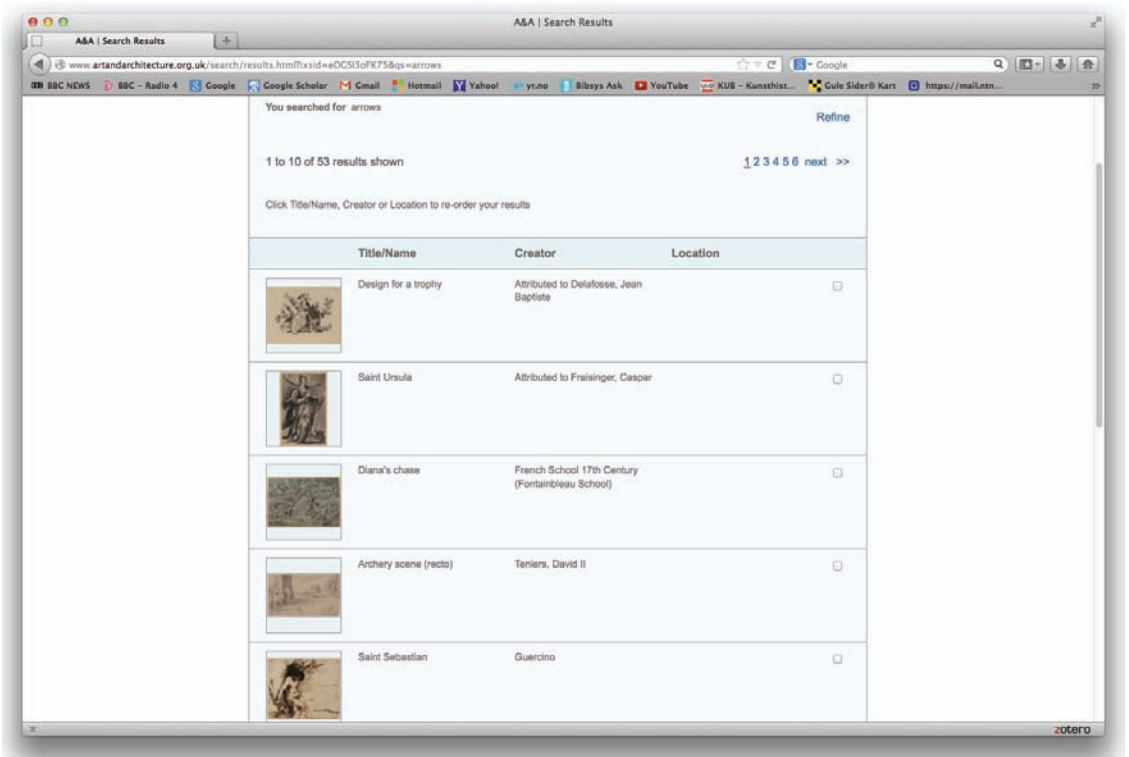 A&A | Search Results
A&A | Search Results
www.artandarchitecture.org.uk/search/results.html?ixsid=eOGSl3oFK75&qs=arrows
Google
BBC NEWS BBC – Radio 4 Google Google Scholar Gmail Hotmail Yahoo! yr.no Bibsys Ask YouTube KUB – Kunsthist... Gule Sider® Kart https://mail.ntn...
You searched for arrows
Refine
1 to 10 of 53 results shown
1 2 3 4 5 6 next >>
Click Title/Name, Creator or Location to re-order your results
Title/Name Creator Location
Design for a trophy Attributed to Delafosse, Jean
Baptiste
Saint Ursula Attributed to Fraisinger, Caspar
Diana's chase French School 17th Century
(Fontainbleau School)
Archery scene (recto) Teniers, David II
Saint Sebastian Guercino
zotero